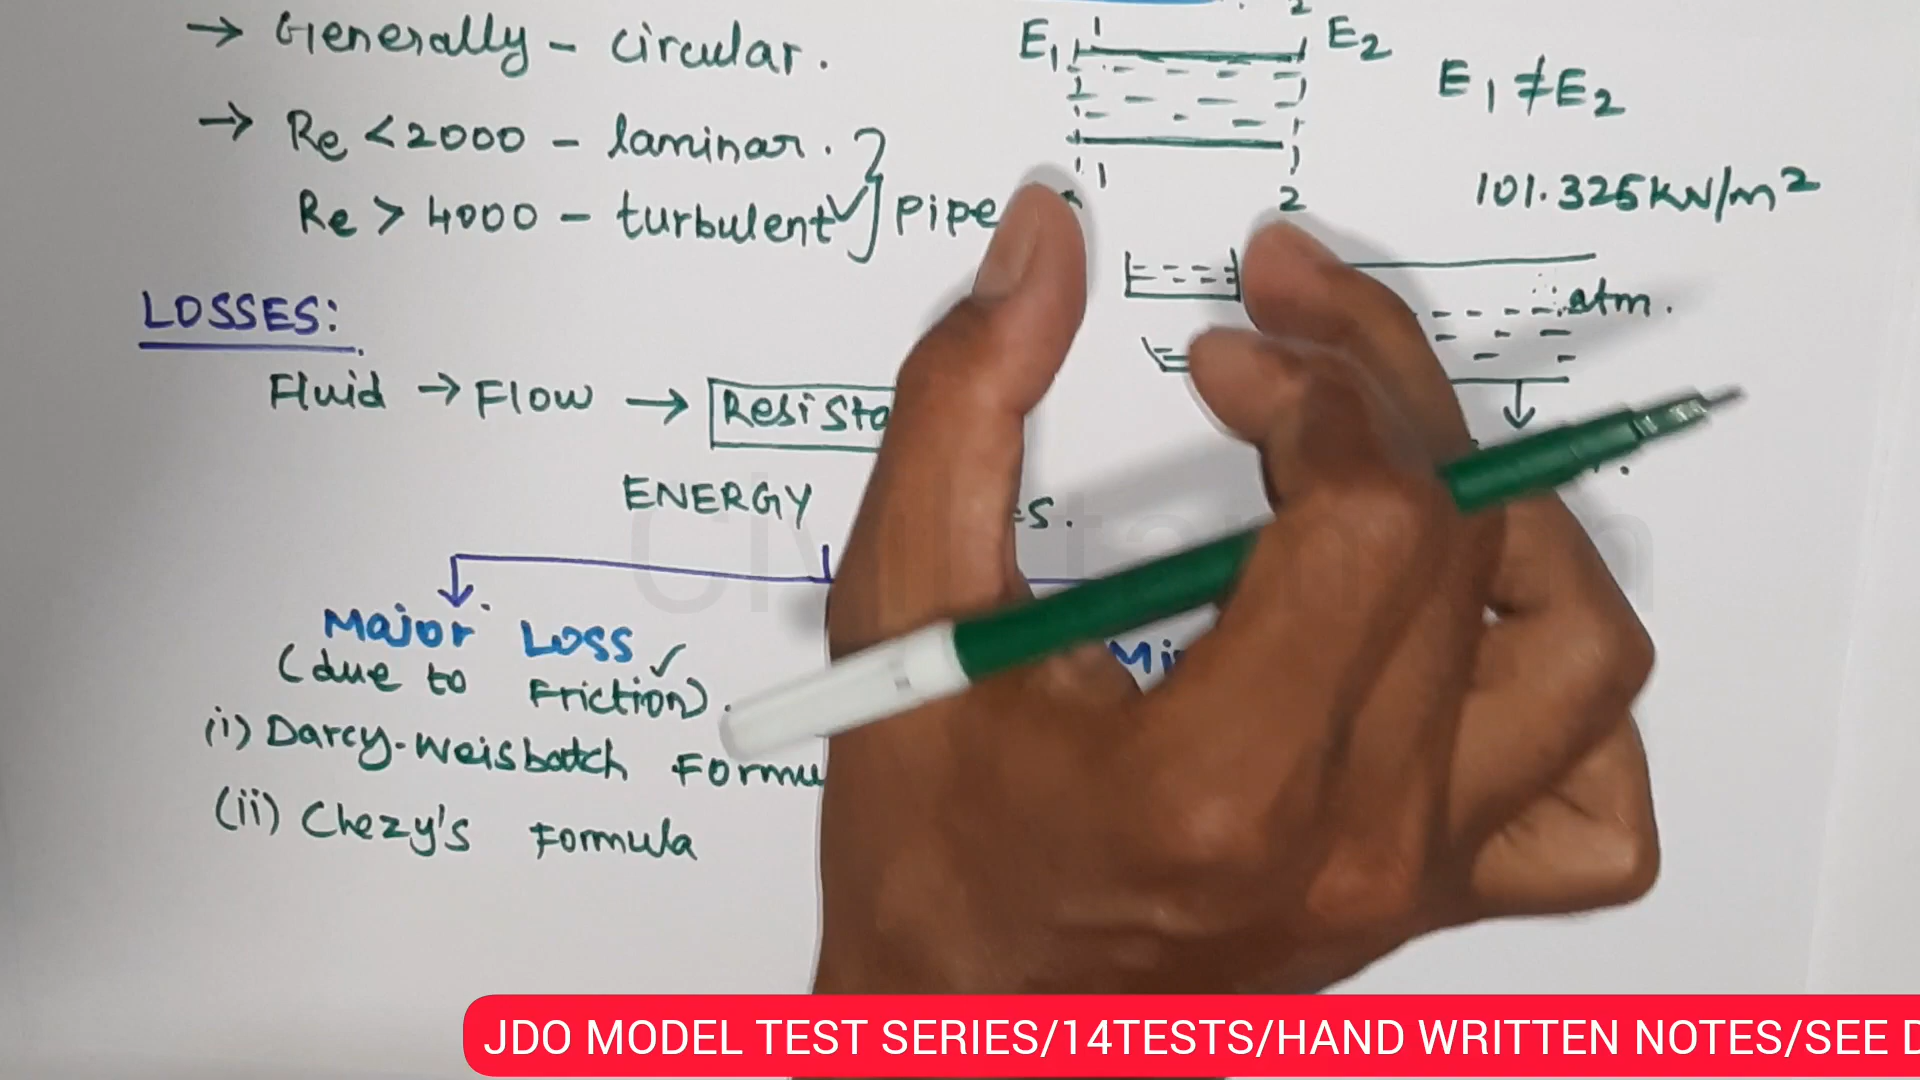 → Generally - circular.
→ Re < 2000 - laminar.
Re > 4000 - turbulent ✓ } pipe
E1 1 2 E2
1 2
E1 ≠ E2
101.325 KN/m²
atm.
LOSSES:
Fluid → Flow →
ENERGY
Major Loss ✓
(due to Friction).
(i) Darcy-Weisbatch
(ii) Chezy's Formula
JDO MODEL TEST SERIES/14TESTS/HAND WRITTEN NOTES/SEE D